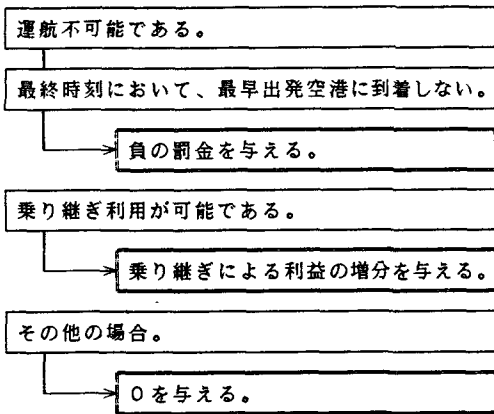 運航不可能である。
最終時刻において、最早出発空港に到着しない。
負の罰金を与える。
乗り継ぎ利用が可能である。
乗り継ぎによる利益の増分を与える。
その他の場合。
0を与える。